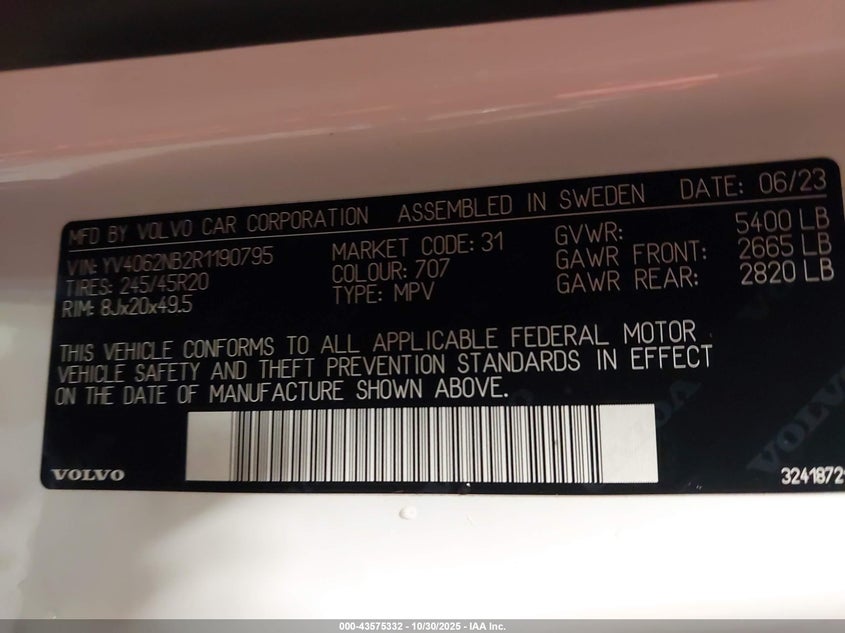 MFD BY VOLVO CAR CORPORATION ASSEMBLED IN SWEDEN DATE: 06/23
VIN: YV4062NB2R1190795 MARKET CODE: 31 GVWR: 5400 LB
TIRES: 245/45R20 COLOUR: 707 GAWR FRONT: 2665 LB
RIM: 8Jx20x49.5 TYPE: MPV GAWR REAR: 2820 LB
THIS VEHICLE CONFORMS TO ALL APPLICABLE FEDERAL MOTOR
VEHICLE SAFETY AND THEFT PREVENTION STANDARDS IN EFFECT
ON THE DATE OF MANUFACTURE SHOWN ABOVE.
VOLVO
000-43575332 - 10/30/2025 - IAA Inc.